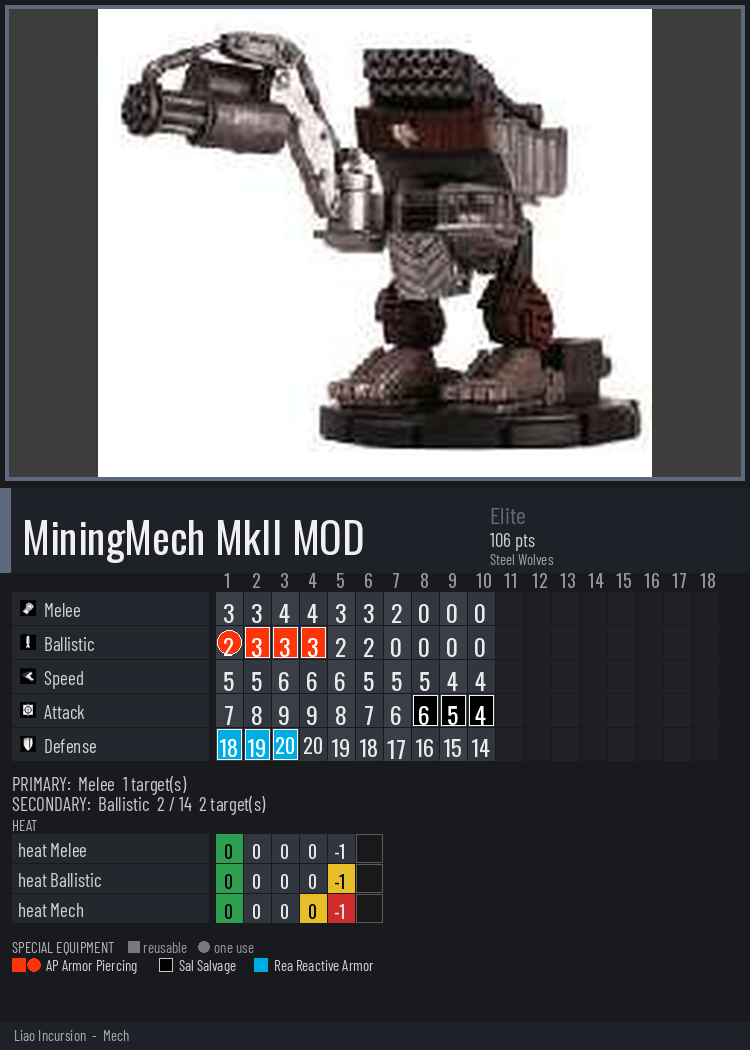 MiningMech MkII MOD
Elite
106 pts
Steel Wolves
1 2 3 4 5 6 7 8 9 10 11 12 13 14 15 16 17 18
Melee 3 3 4 4 3 3 2 0 0 0
Ballistic 2 3 3 3 2 2 0 0 0 0
Speed 5 5 6 6 6 5 5 5 4 4
Attack 7 8 9 9 8 7 6 6 5 4
Defense 18 19 20 20 19 18 17 16 15 14
PRIMARY: Melee 1 target(s)
SECONDARY: Ballistic 2 / 14 2 target(s)
HEAT
heat Melee 0 0 0 0 -1
heat Ballistic 0 0 0 0 -1
heat Mech 0 0 0 0 -1
SPECIAL EQUIPMENT reusable one use
AP Armor Piercing Sal Salvage Rea Reactive Armor
Liao Incursion - Mech